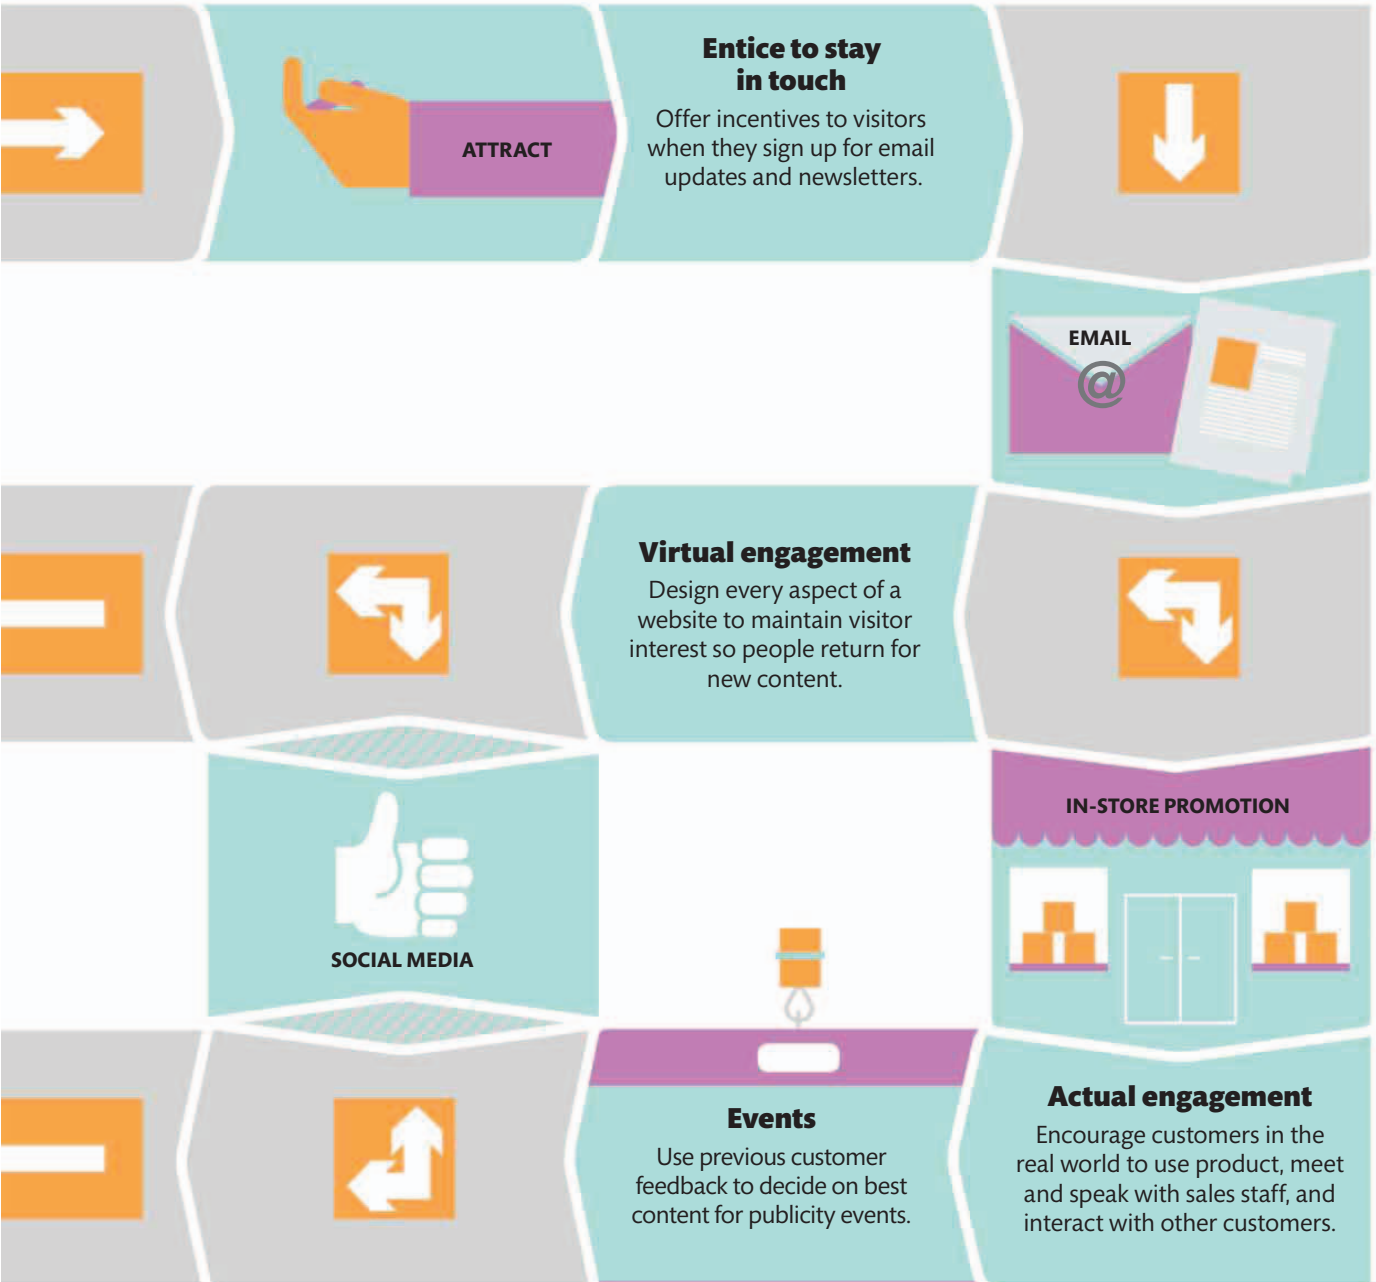 ATTRACT
Entice to stay
in touch
Offer incentives to visitors
when they sign up for email
updates and newsletters.
EMAIL
@
Virtual engagement
Design every aspect of a
website to maintain visitor
interest so people return for
new content.
IN-STORE PROMOTION
SOCIAL MEDIA
Events
Use previous customer
feedback to decide on best
content for publicity events.
Actual engagement
Encourage customers in the
real world to use product, meet
and speak with sales staff, and
interact with other customers.